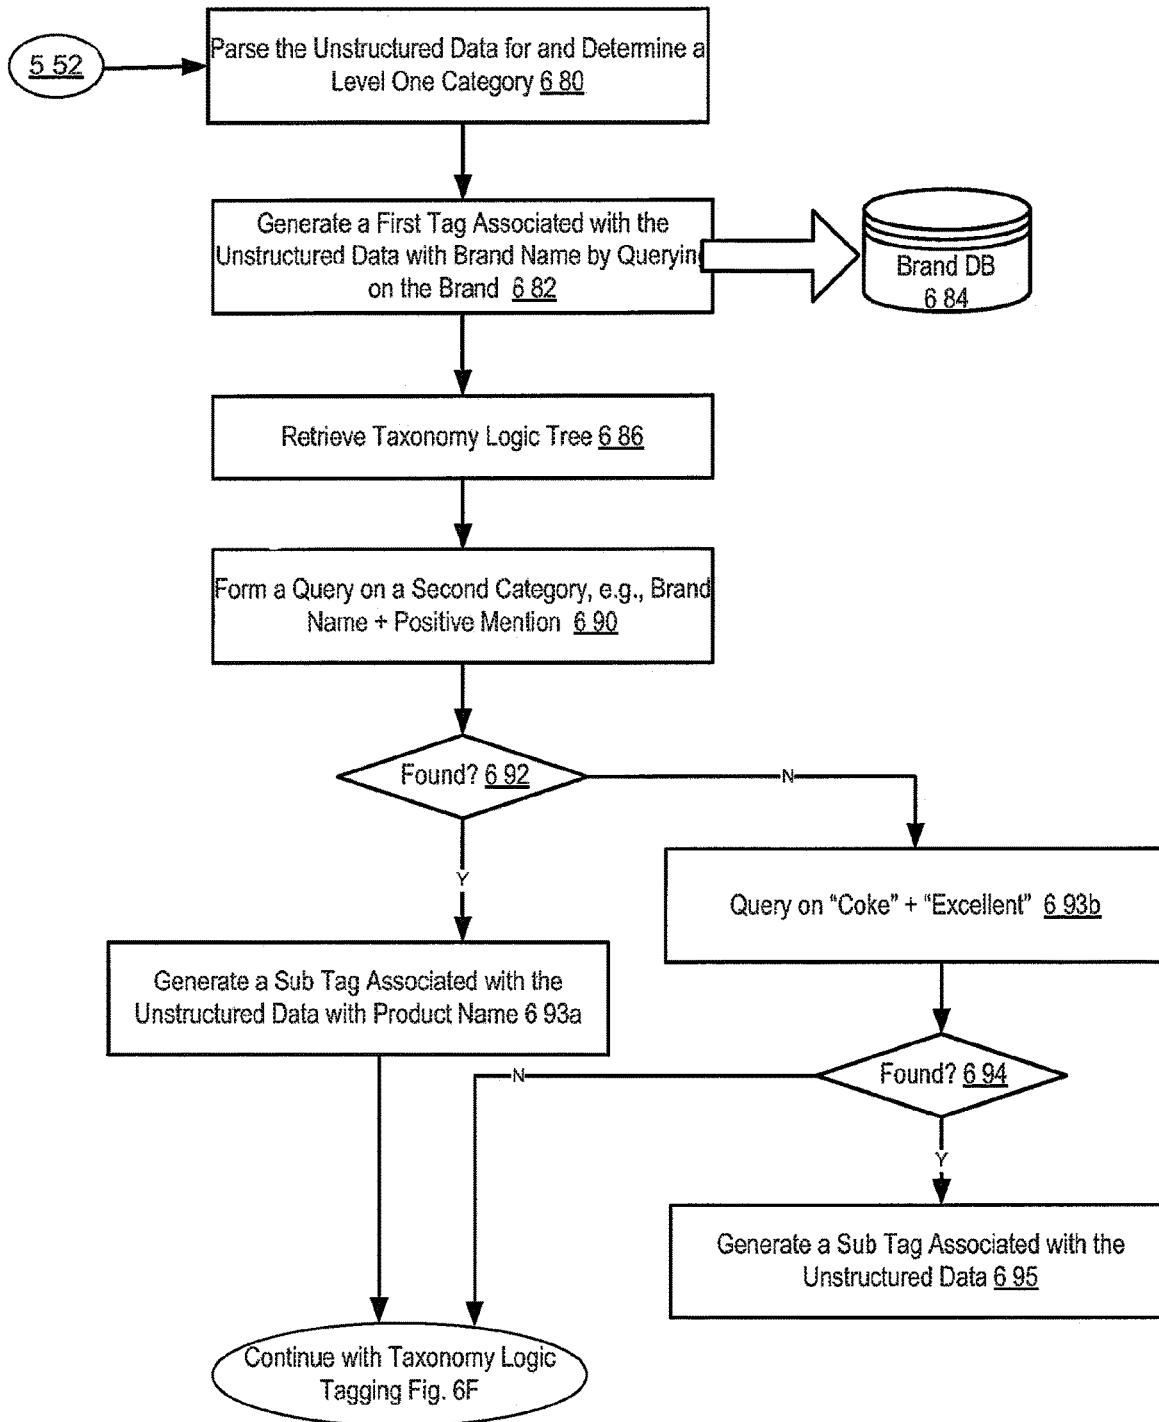 5 52
Parse the Unstructured Data for and Determine a
Level One Category 6 80
Generate a First Tag Associated with the
Unstructured Data with Brand Name by Querying
on the Brand 6 82
Brand DB
6 84
Retrieve Taxonomy Logic Tree 6 86
Form a Query on a Second Category, e.g., Brand
Name + Positive Mention 6 90
Found? 6 92
N
Y
Query on “Coke” + “Excellent” 6 93b
Generate a Sub Tag Associated with the
Unstructured Data with Product Name 6 93a
Found? 6 94
N
Y
Generate a Sub Tag Associated with the
Unstructured Data 6 95
Continue with Taxonomy Logic
Tagging Fig. 6F